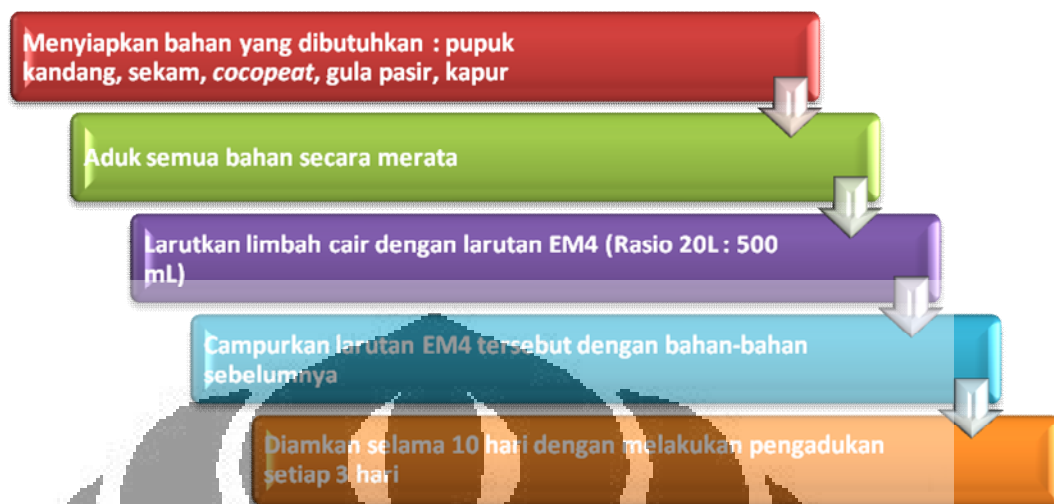 Menyiapkan bahan yang dibutuhkan : pupuk
kandang, sekam, cocopeat, gula pasir, kapur
Aduk semua bahan secara merata
Larutkan limbah cair dengan larutan EM4 (Rasio 20L : 500
mL)
Campurkan larutan EM4 tersebut dengan bahan-bahan
sebelumnya
Diamkan selama 10 hari dengan melakukan pengadukan
setiap 3 hari